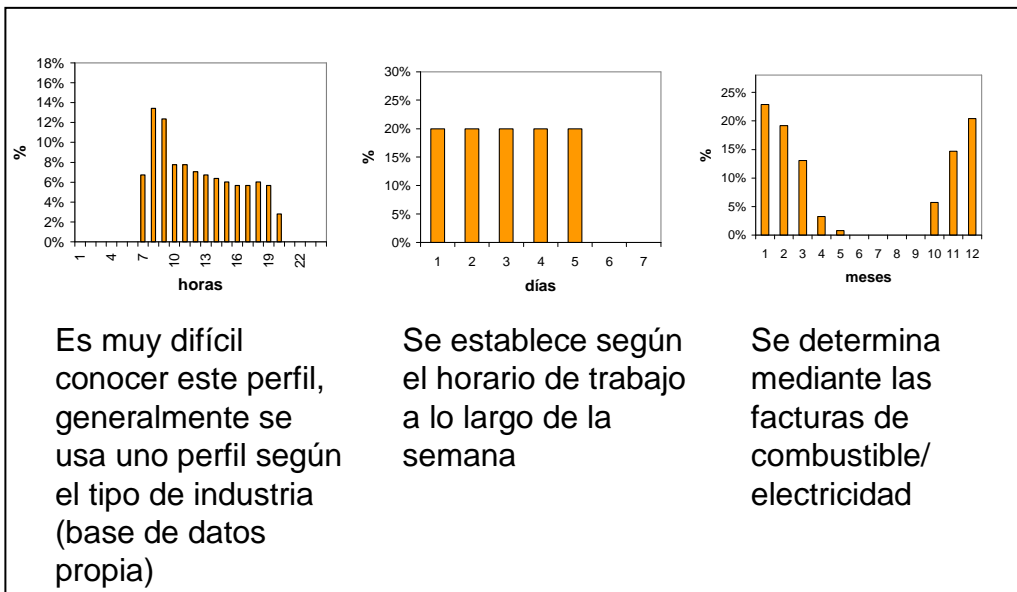 18%
16%
14%
12%
10%
8%
6%
4%
2%
0%
%
1 4 7 10 13 16 19 22
horas
30%
25%
20%
15%
10%
5%
0%
%
1 2 3 4 5 6 7
días
25%
20%
15%
10%
5%
0%
%
1 2 3 4 5 6 7 8 9 10 11 12
meses
Es muy difícil
conocer este perfil,
generalmente se
usa uno perfil según
el tipo de industria
(base de datos
propia)
Se establece según
el horario de trabajo
a lo largo de la
semana
Se determina
mediante las
facturas de
combustible/
electricidad